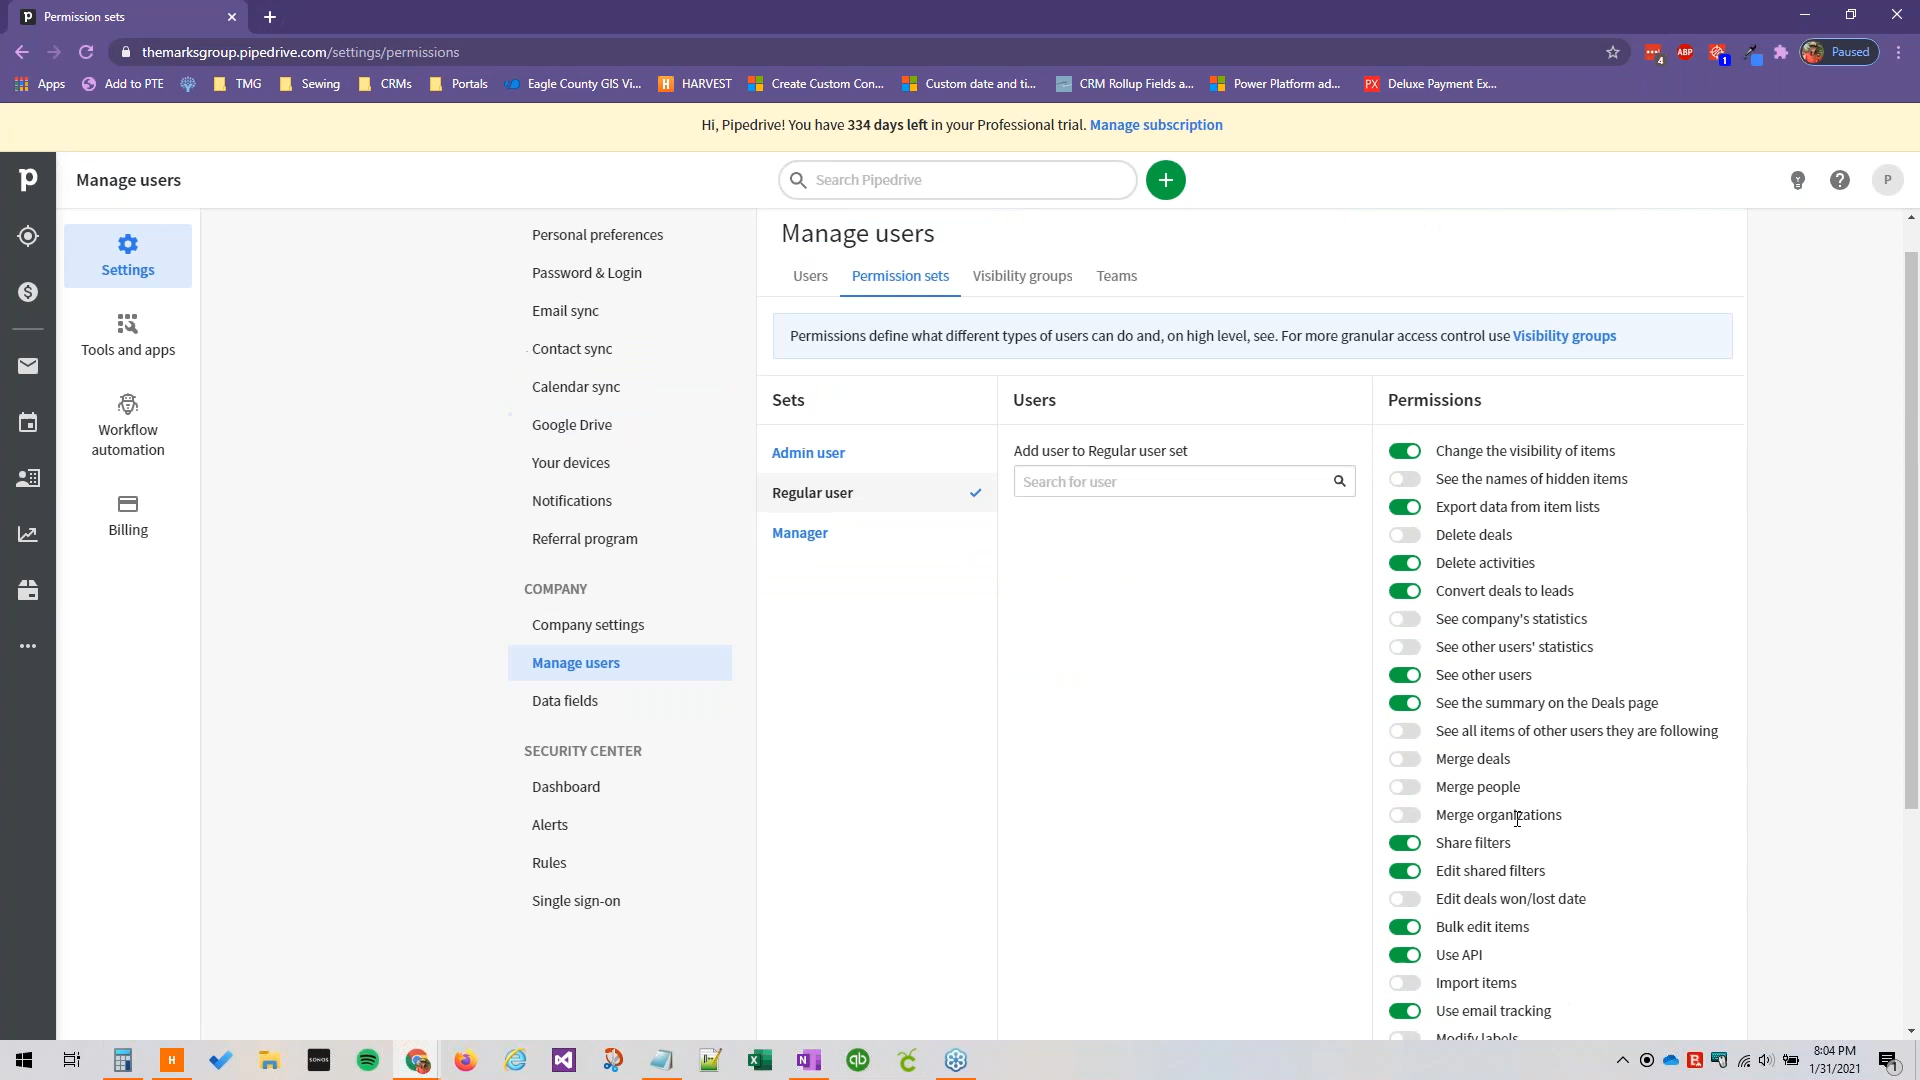 Permission sets
themarksgroup.pipedrive.com/settings/permissions
4
ABP
1
Paused
Apps
Add to PTE
TMG
Sewing
CRMs
Portals
Eagle County GIS Vi...
H
HARVEST
Create Custom Con...
Custom date and ti...
CRM Rollup Fields a...
Power Platform ad...
PX
Deluxe Payment Ex...
Hi, Pipedrive! You have 334 days left in your Professional trial. Manage subscription
p
Manage users
Search Pipedrive
P
Settings
Tools and apps
Workflow
automation
Billing
Personal preferences
Password & Login
Email sync
Contact sync
Calendar sync
Google Drive
Your devices
Notifications
Referral program
COMPANY
Company settings
Manage users
Data fields
SECURITY CENTER
Dashboard
Alerts
Rules
Single sign-on
Manage users
Users
Permission sets
Visibility groups
Teams
Permissions define what different types of users can do and, on high level, see. For more granular access control use Visibility groups
Sets
Admin user
Regular user
Manager
Users
Add user to Regular user set
Search for user
Permissions
Change the visibility of items
See the names of hidden items
Export data from item lists
Delete deals
Delete activities
Convert deals to leads
See company's statistics
See other users' statistics
See other users
See the summary on the Deals page
See all items of other users they are following
Merge deals
Merge people
Merge organizations
Share filters
Edit shared filters
Edit deals won/lost date
Bulk edit items
Use API
Import items
Use email tracking
Modify labels
H
SONOS
N
qb
8:04 PM
1/31/2021
1